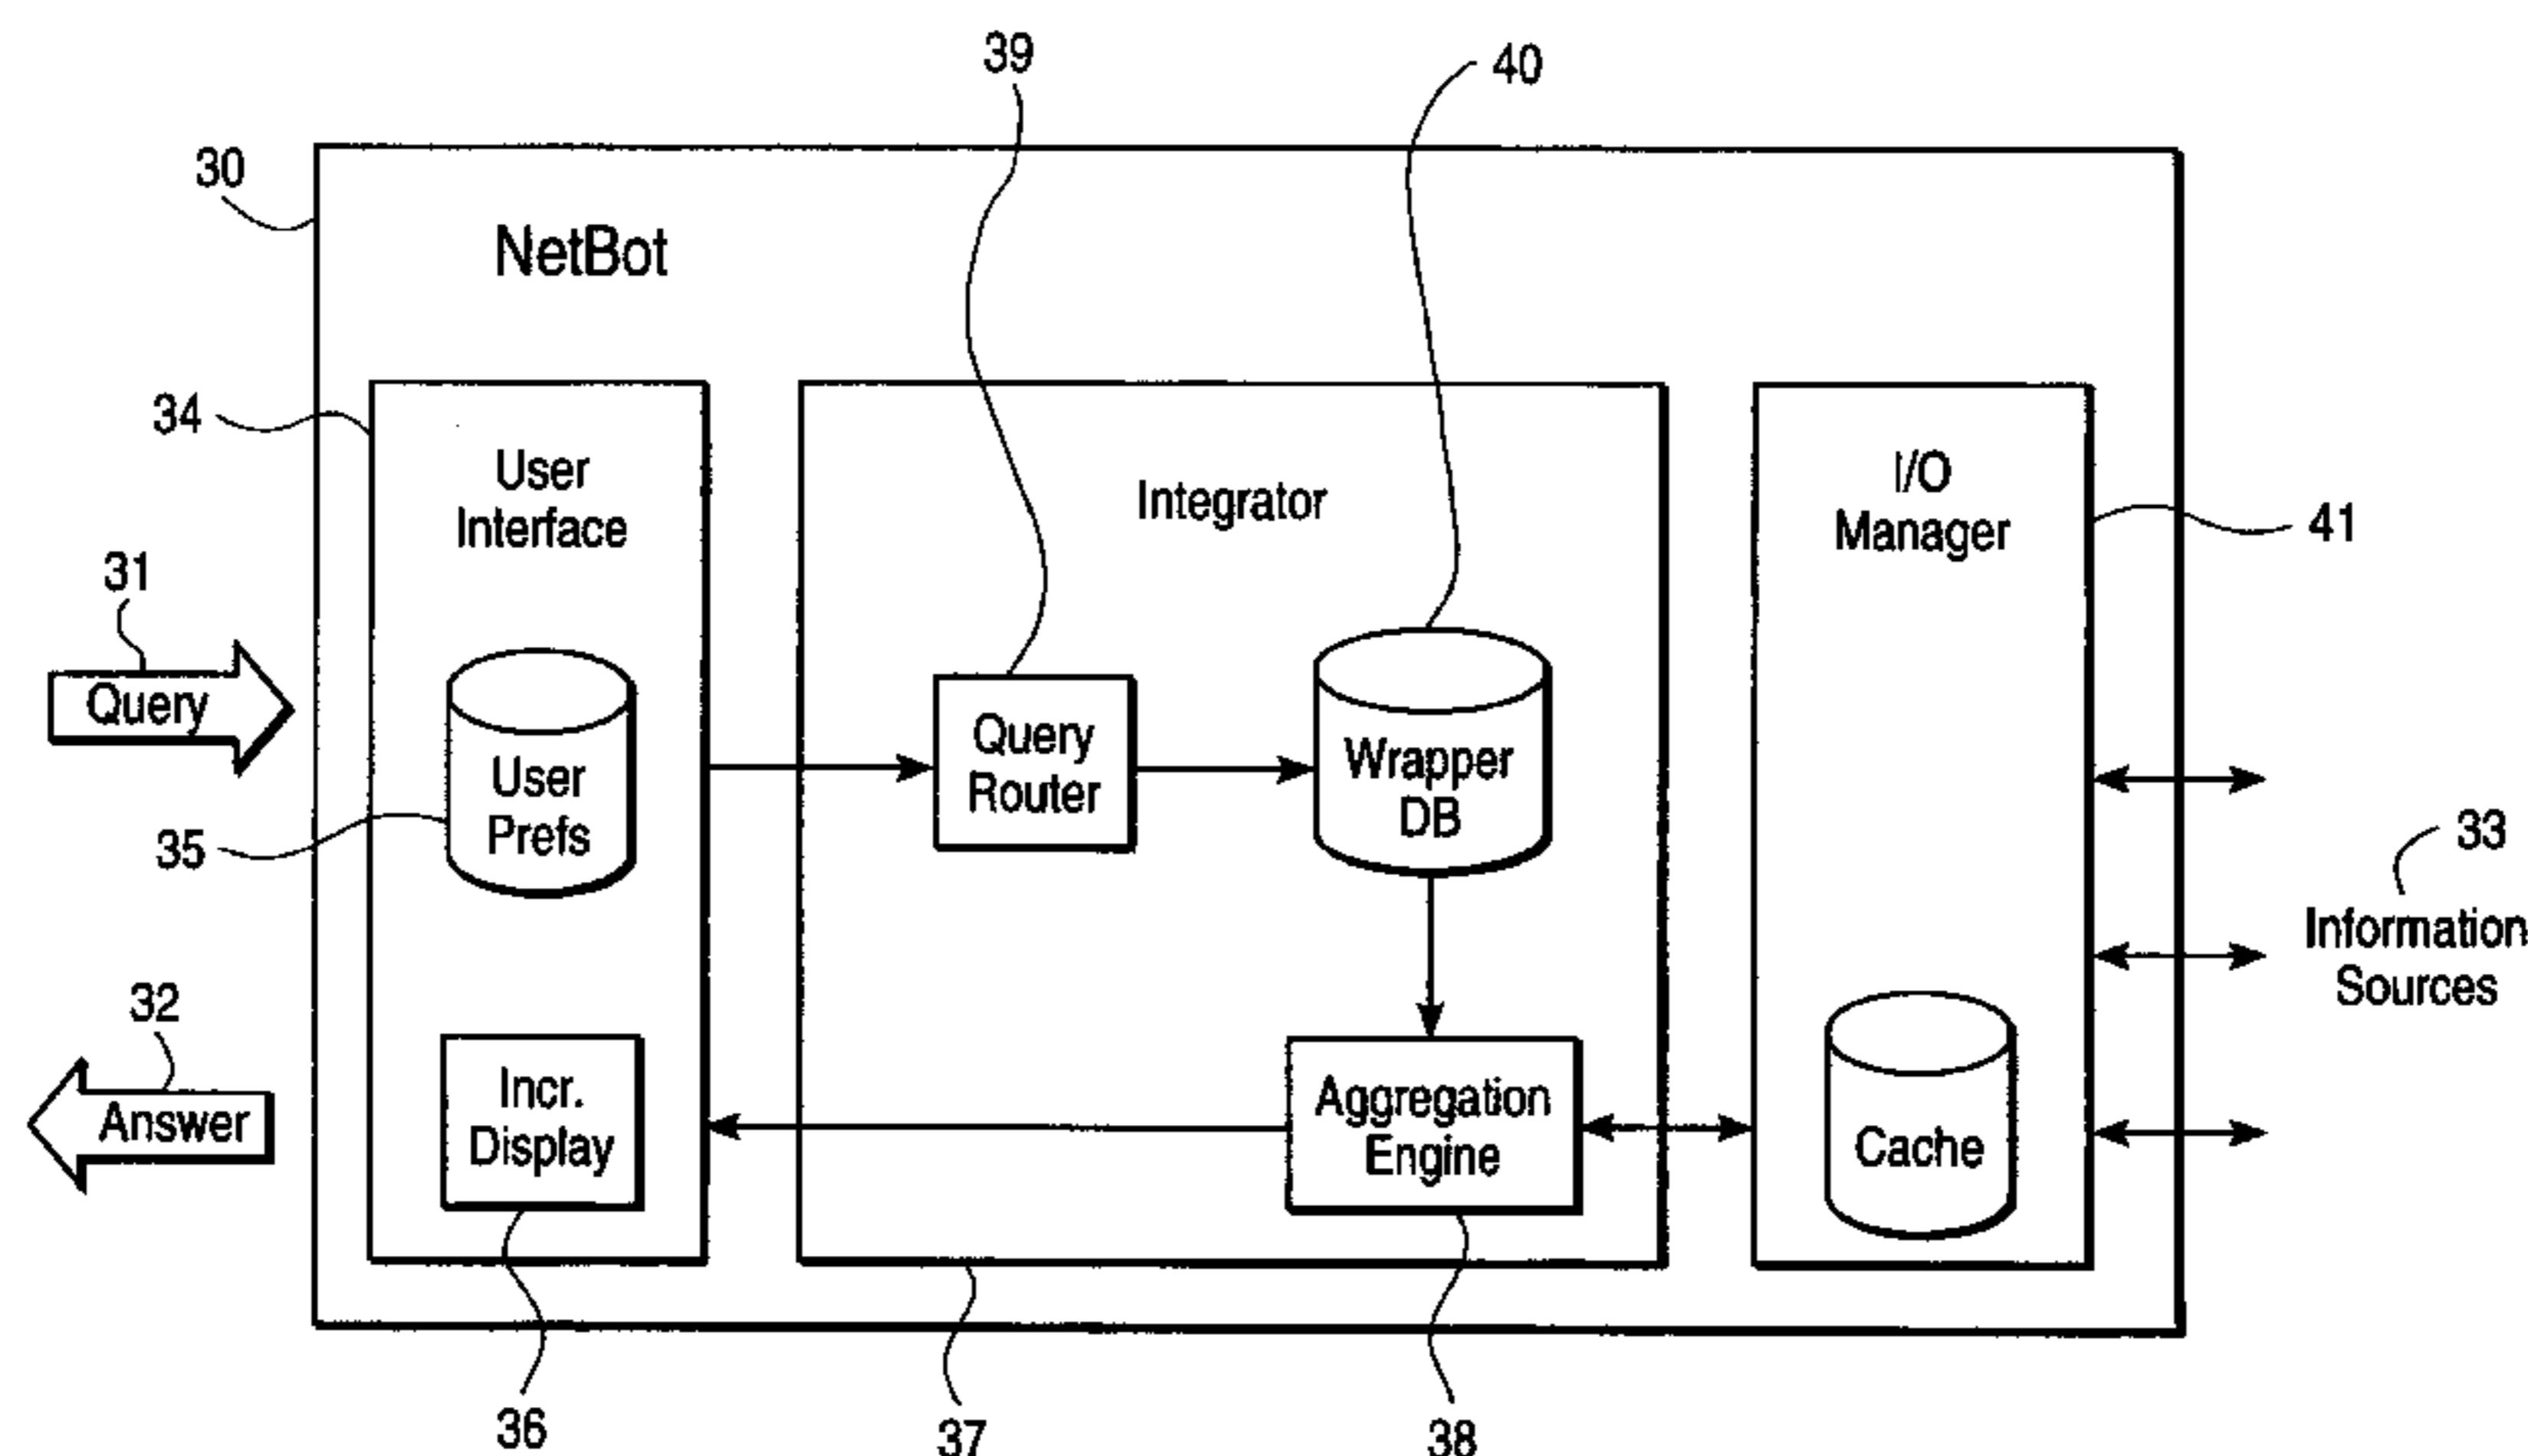 39
40
30
NetBot
34
User
Interface
Integrator
I/O
Manager
41
31
Query
User
Prefs
35
Query
Router
Wrapper
DB
33
Information
Sources
32
Answer
Incr.
Display
Aggregation
Engine
Cache
36
37
38